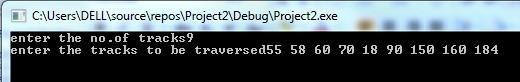 C:\Users\DELL\source\repos\Project2\Debug\Project2.exe
enter the no.of tracks9
enter the tracks to be traversed55 58 60 70 18 90 150 160 184